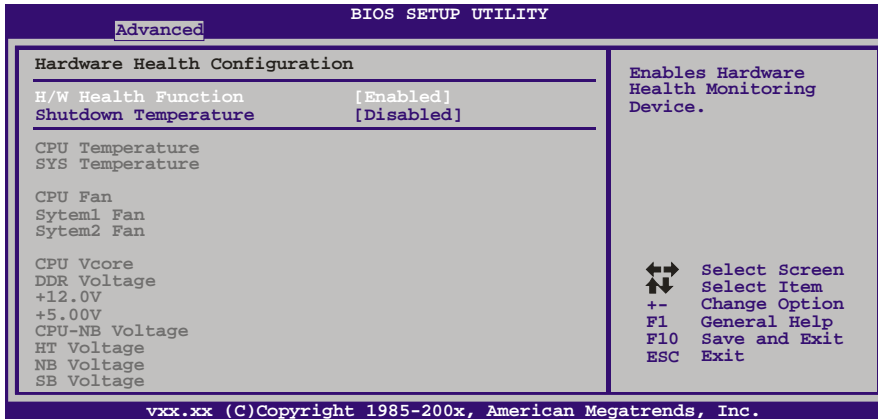 BIOS SETUP UTILITY
Advanced
Hardware Health Configuration
H/W Health Function [Enabled]
Shutdown Temperature [Disabled]
CPU Temperature
SYS Temperature
CPU Fan
Sytem1 Fan
Sytem2 Fan
CPU Vcore
DDR Voltage
+12.0V
+5.00V
CPU-NB Voltage
HT Voltage
NB Voltage
SB Voltage
Enables Hardware
Health Monitoring
Device.
Select Screen
Select Item
+- Change Option
F1 General Help
F10 Save and Exit
ESC Exit
vxx.xx (C)Copyright 1985-200x, American Megatrends, Inc.